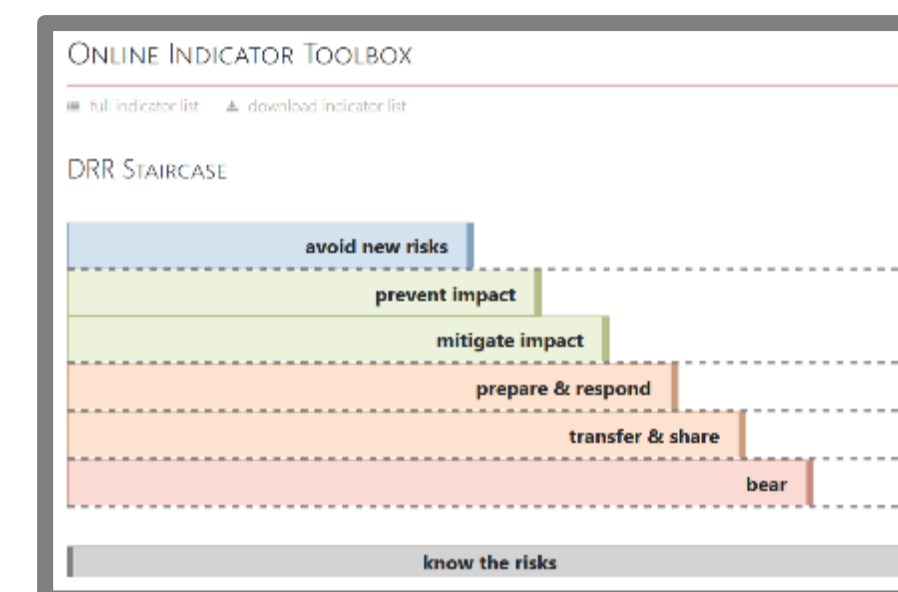 Online Indicator Toolbox
full indicator list download indicator list
DRR Staircase
avoid new risks
prevent impact
mitigate impact
prepare & respond
transfer & share
bear
know the risks